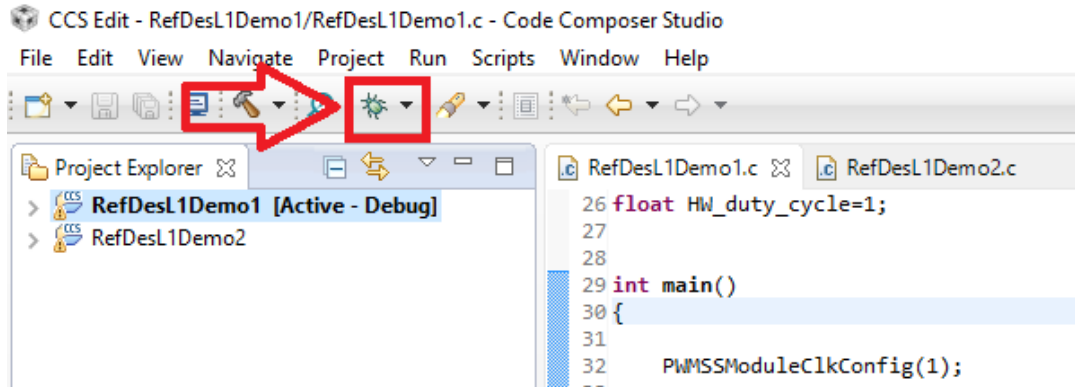 CCS Edit - RefDesL1Demo1/RefDesL1Demo1.c - Code Composer Studio
File Edit View Navigate Project Run Scripts Window Help
Project Explorer
RefDesL1Demo1 [Active - Debug]
RefDesL1Demo2
RefDesL1Demo1.c RefDesL1Demo2.c
26 float HW_duty_cycle=1;
27
28
29 int main()
30 {
31
32 PWMSSModuleClkConfig(1);